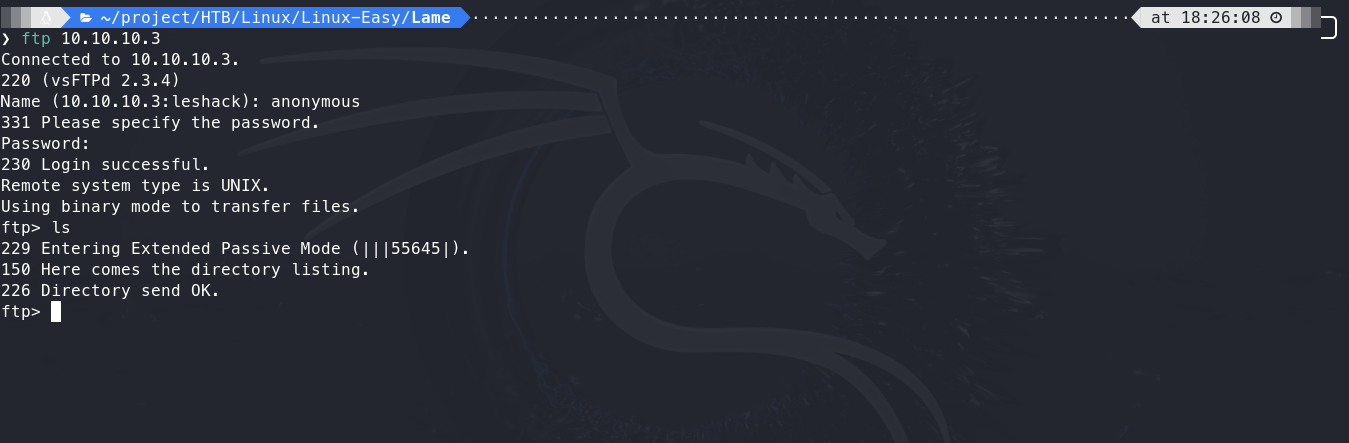 ~/project/HTB/Linux/Linux-Easy/Lame at 18:26:08
❯ ftp 10.10.10.3
Connected to 10.10.10.3.
220 (vsFTPd 2.3.4)
Name (10.10.10.3:leshack): anonymous
331 Please specify the password.
Password:
230 Login successful.
Remote system type is UNIX.
Using binary mode to transfer files.
ftp> ls
229 Entering Extended Passive Mode (|||55645|).
150 Here comes the directory listing.
226 Directory send OK.
ftp>